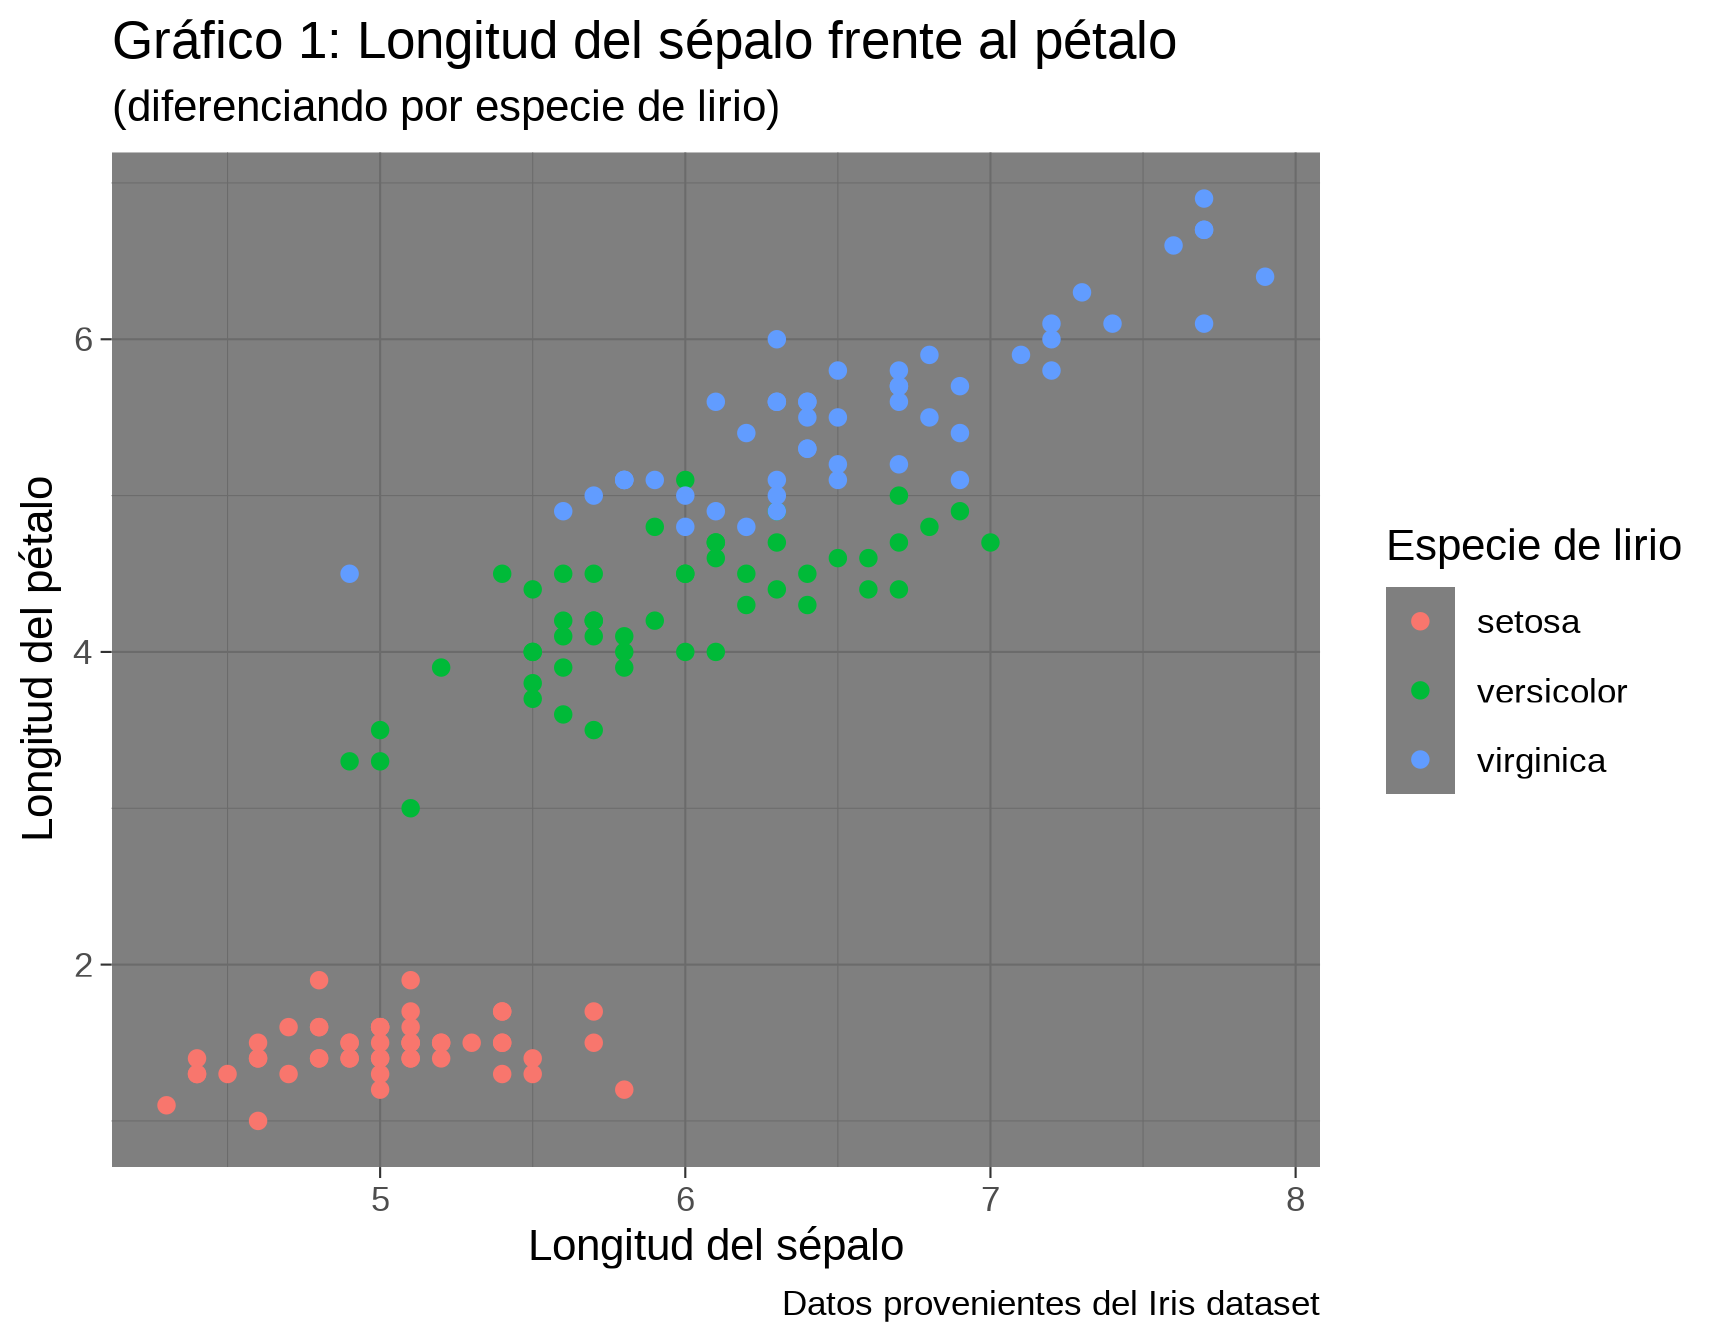 Gráfico 1: Longitud del sépalo frente al pétalo
(diferenciando por especie de lirio)
Longitud del pétalo
6
4
2
5
6
7
8
Longitud del sépalo
Datos provenientes del Iris dataset
Especie de lirio
setosa
versicolor
virginica